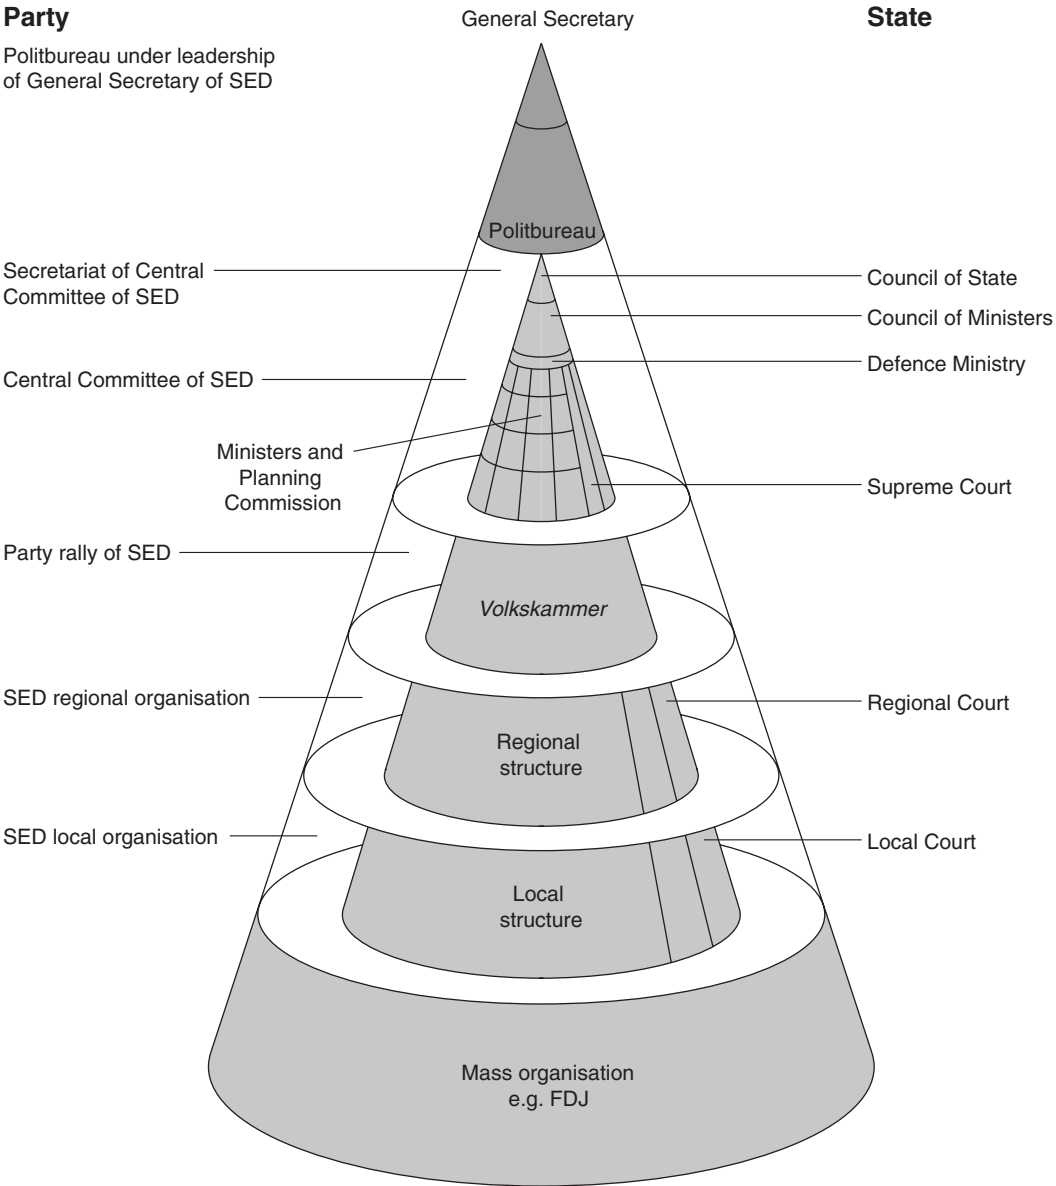 Party
General Secretary
State
Politbureau under leadership
of General Secretary of SED
Politbureau
Secretariat of Central
Committee of SED
Council of State
Council of Ministers
Defence Ministry
Central Committee of SED
Ministers and
Planning
Commission
Supreme Court
Party rally of SED
Volkskammer
SED regional organisation
Regional Court
Regional
structure
SED local organisation
Local Court
Local
structure
Mass organisation
e.g. FDJ